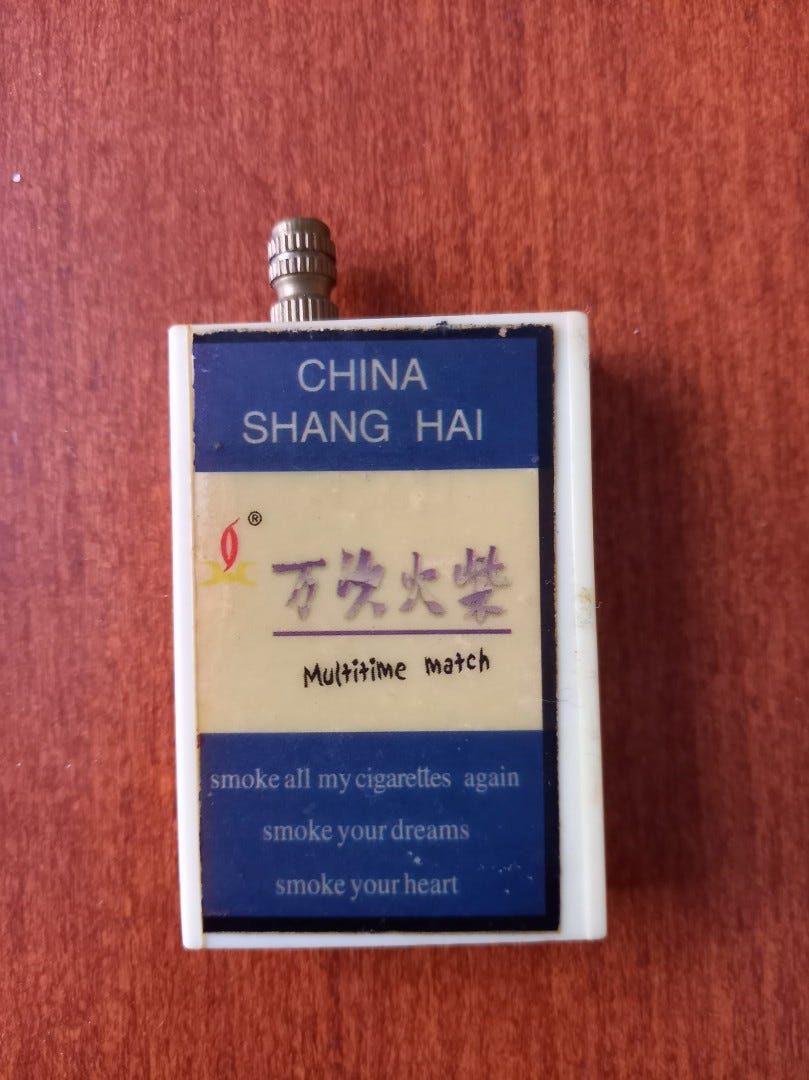 CHINA
SHANG HAI
®
万次火柴
Multitime match
smoke all my cigarettes again
smoke your dreams
smoke your heart